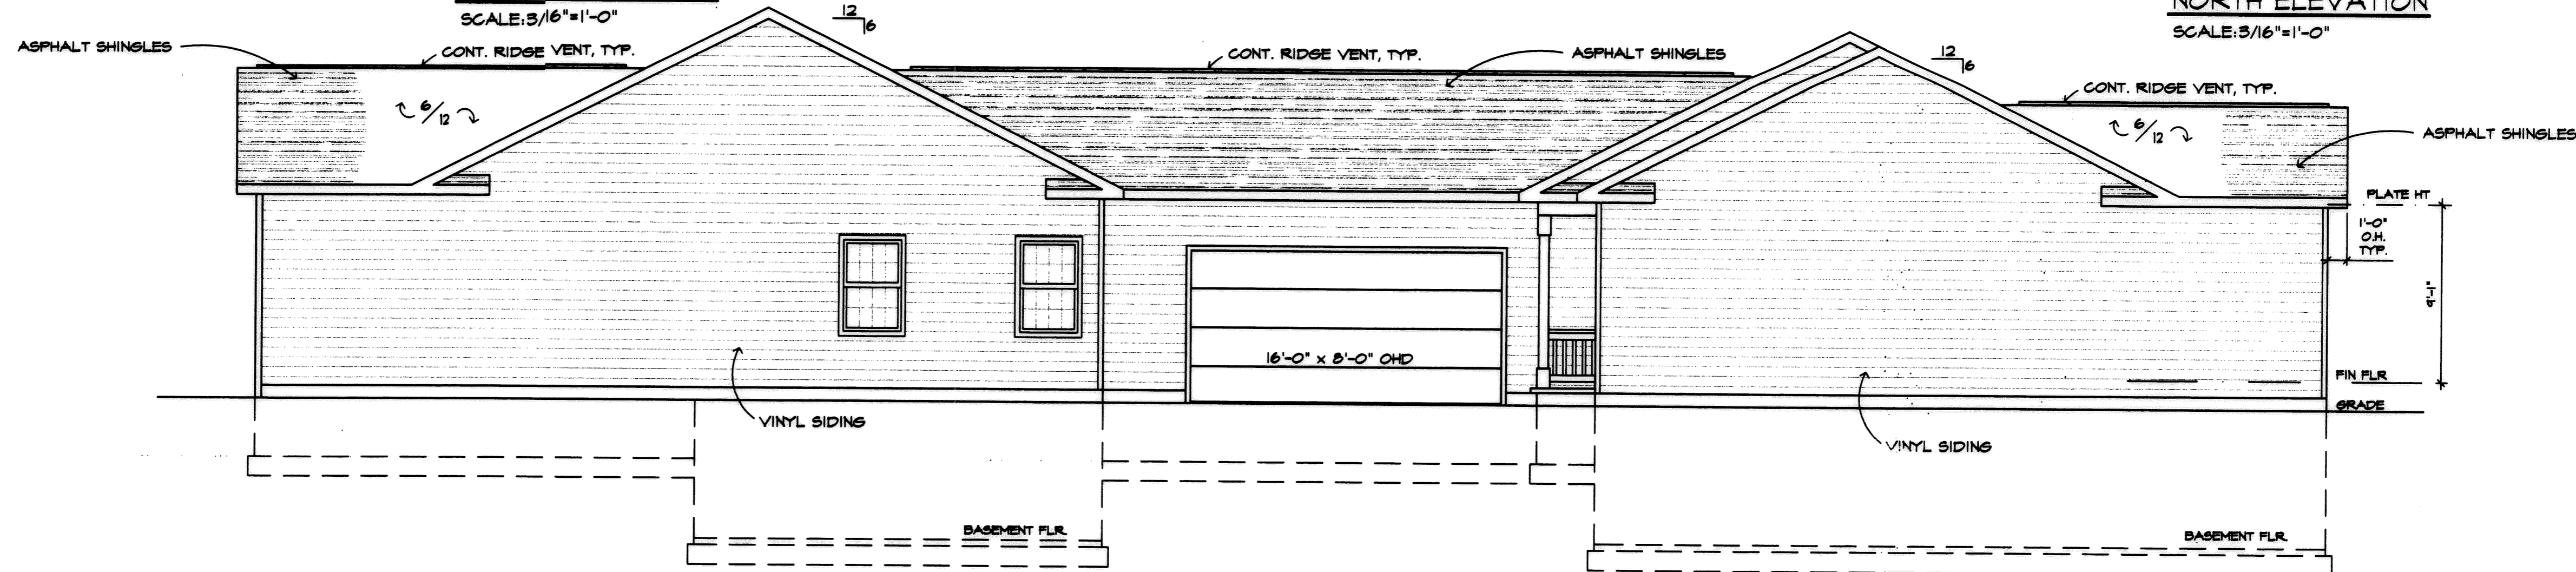 SCALE:3/16"=1'-0"
NORTH ELEVATION
SCALE:3/16"=1'-0"
12
6
ASPHALT SHINGLES
CONT. RIDGE VENT, TYP.
CONT. RIDGE VENT, TYP.
ASPHALT SHINGLES
12
6
CONT. RIDGE VENT, TYP.
6/12
6/12
ASPHALT SHINGLES
PLATE HT
1'-0"
O.H.
TYP.
9'-1"
16'-0" x 8'-0" OHD
FIN FLR
GRADE
VINYL SIDING
VINYL SIDING
BASEMENT FLR
BASEMENT FLR